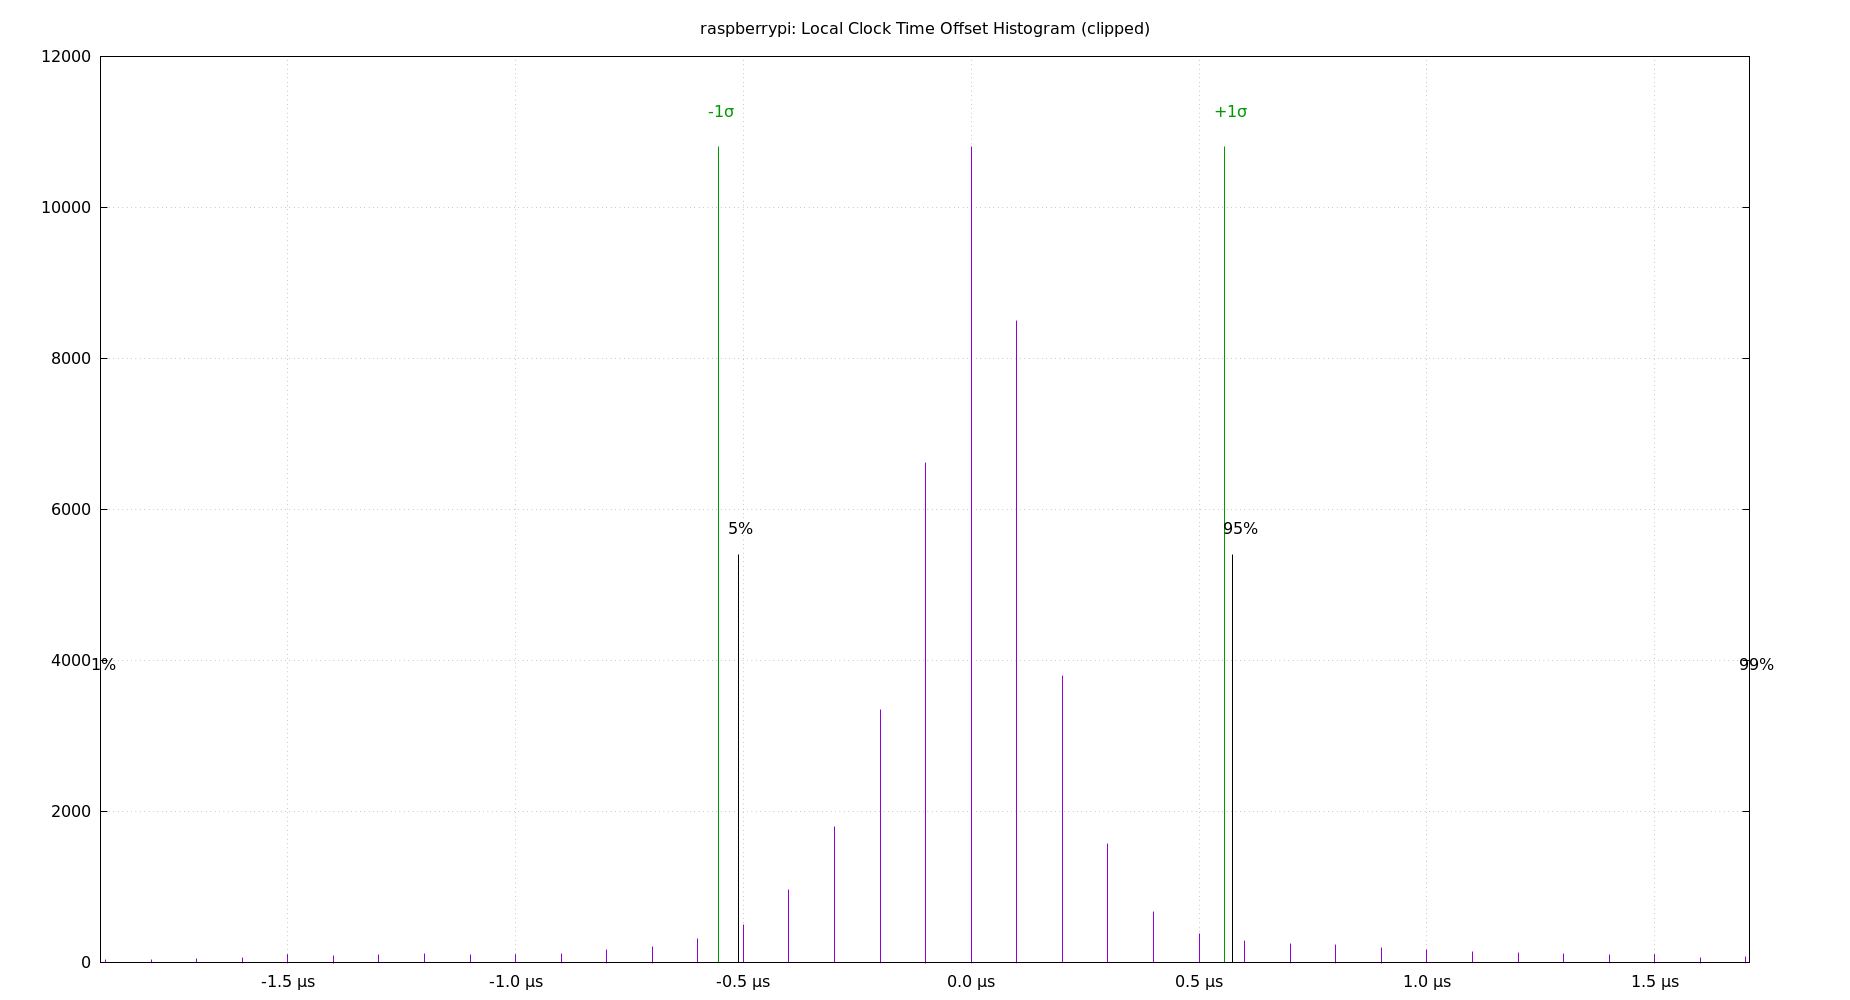 raspberrypi: Local Clock Time Offset Histogram (clipped)
12000
-1σ
+1σ
10000
8000
6000
5%
95%
4000
1%
99%
2000
0
-1.5 µs
-1.0 µs
-0.5 µs
0.0 µs
0.5 µs
1.0 µs
1.5 µs